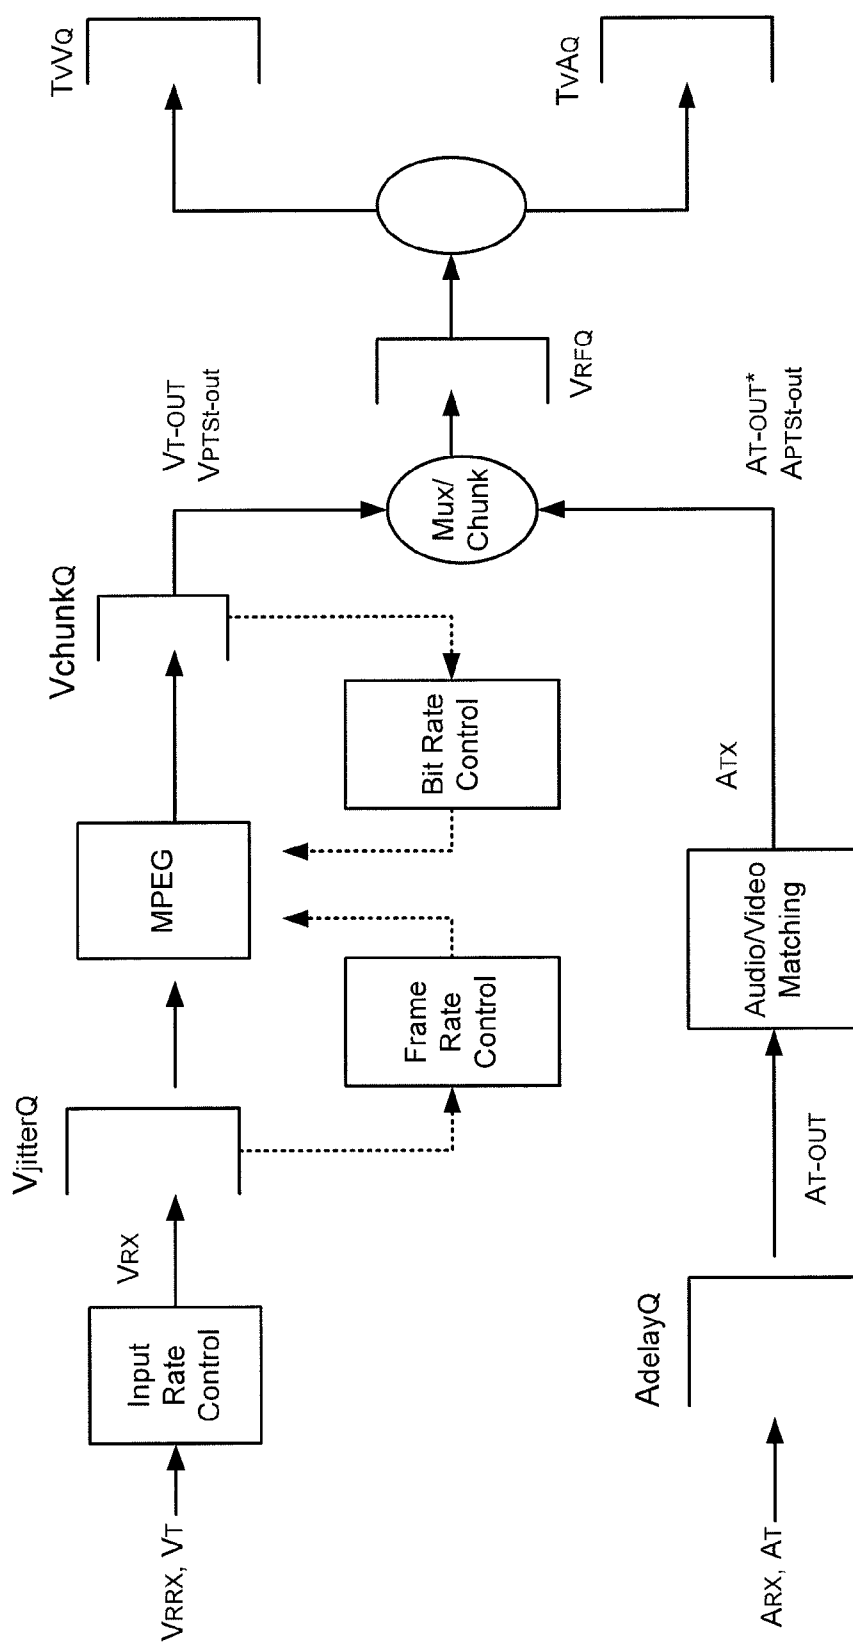 VRRX, VT
Input
Rate
Control
VRX
VjitterQ
Frame
Rate
Control
MPEG
Bit Rate
Control
VchunkQ
VT-OUT
VPTSt-out
Mux/
Chunk
VRFQ
TVVQ
TVAQ
ARX, AT
AdelayQ
AT-OUT
Audio/Video
Matching
ATX
AT-OUT*
APTSt-out